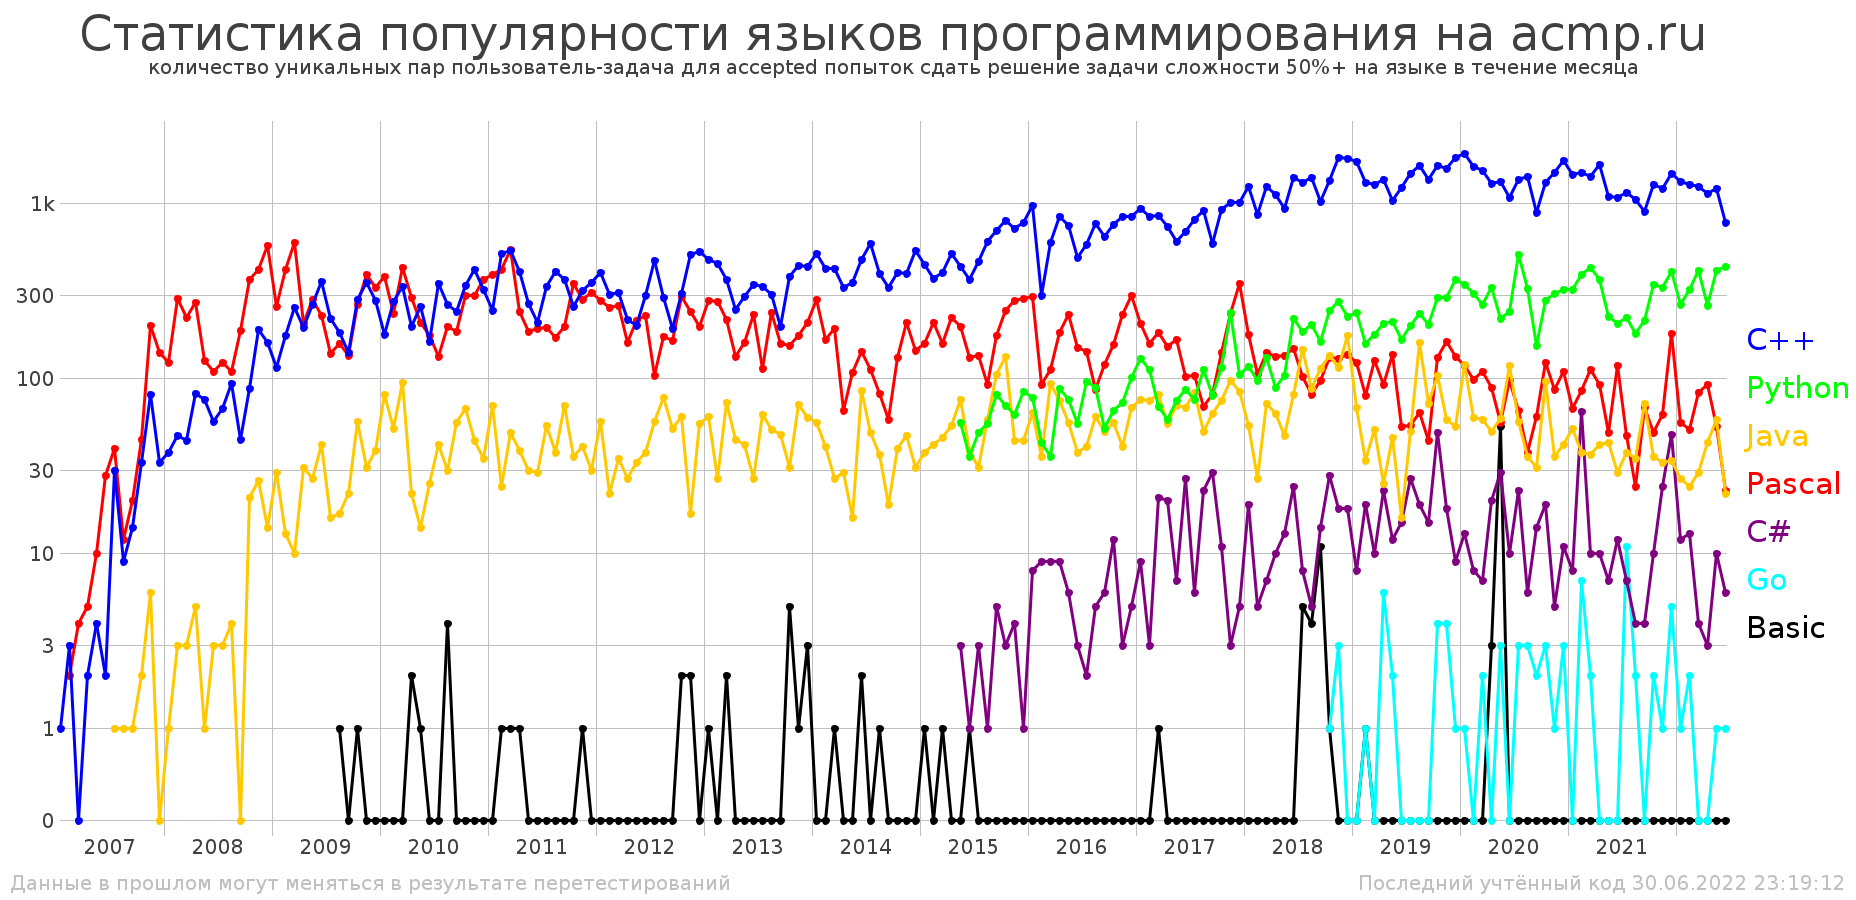 Статистика популярности языков программирования на acmp.ru
количество уникальных пар пользователь-задача для accepted попыток сдать решение задачи сложности 50%+ на языке в течение месяца
1k
300
100
30
10
3
1
0
C++
Python
Java
Pascal
C#
Go
Basic
2007 2008 2009 2010 2011 2012 2013 2014 2015 2016 2017 2018 2019 2020 2021
Данные в прошлом могут меняться в результате перетестирований
Последний учтённый код 30.06.2022 23:19:12